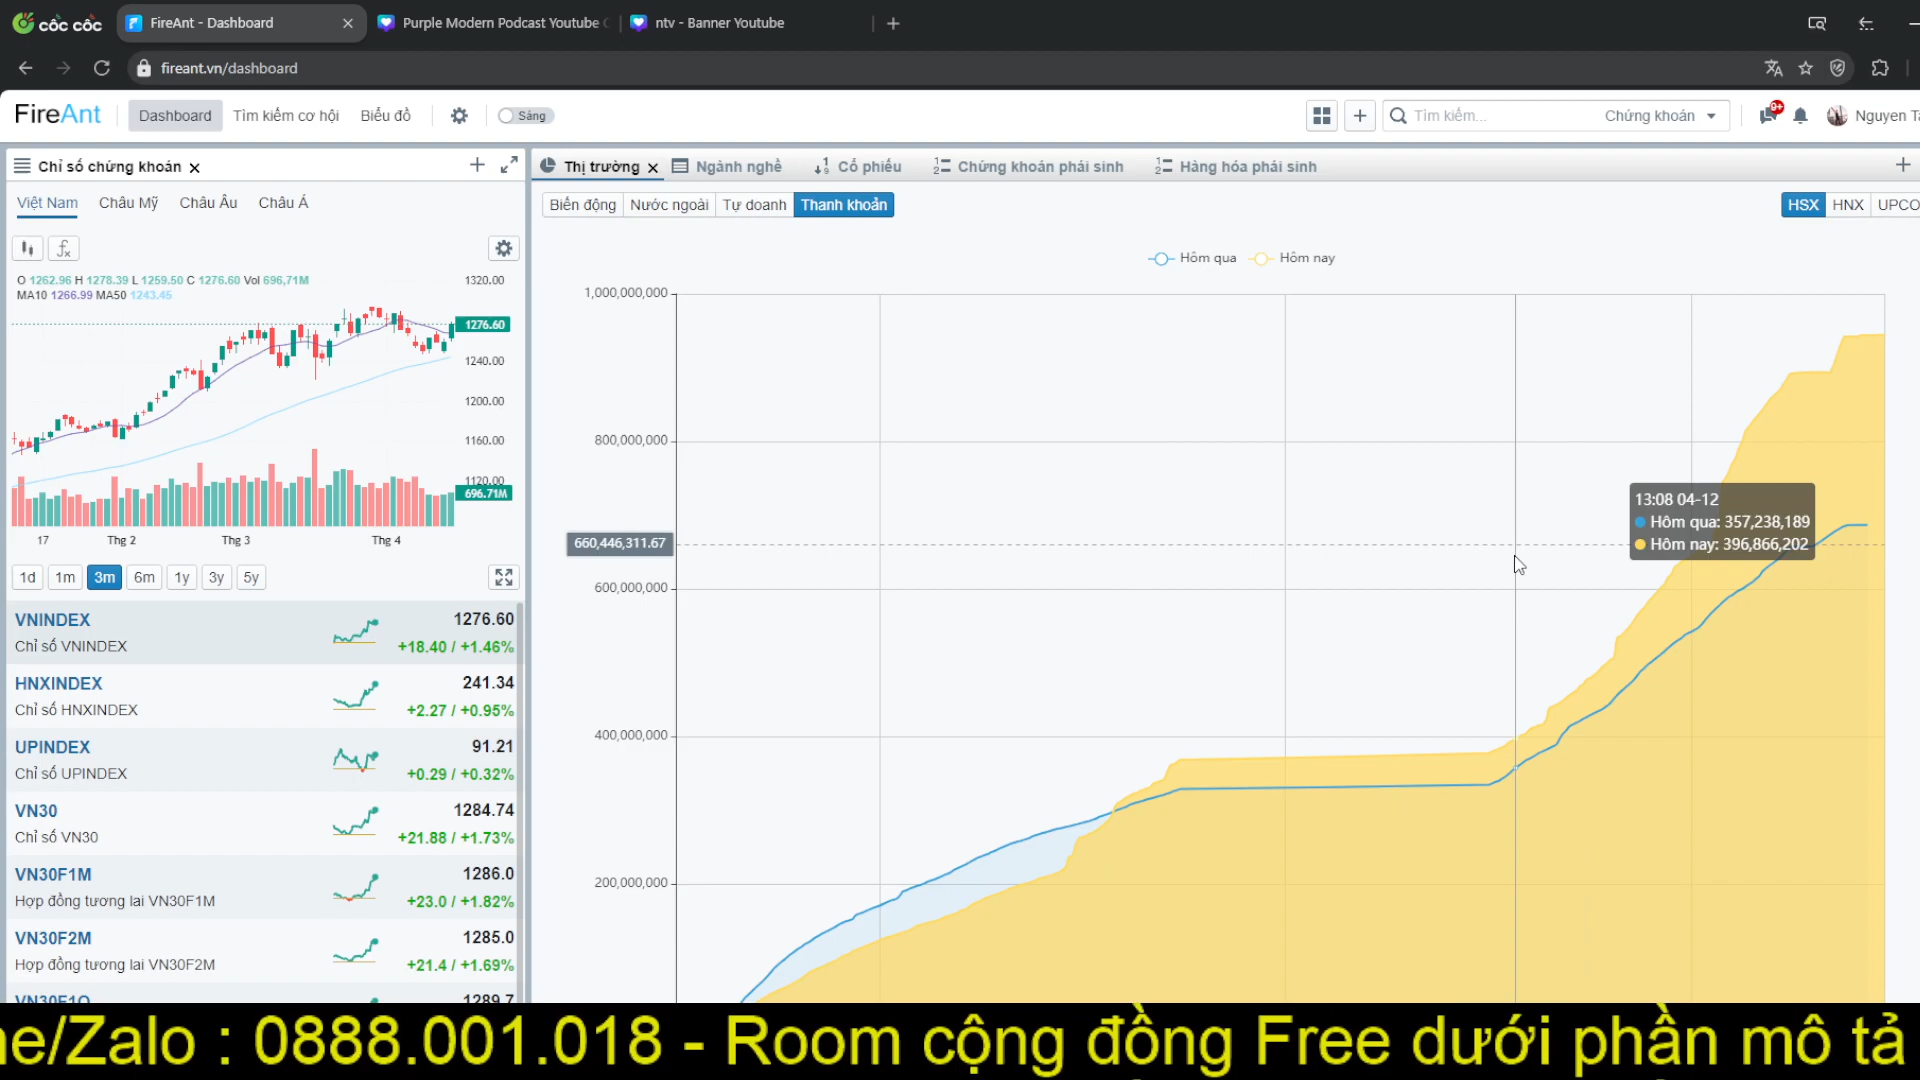 cốc cốc
FireAnt - Dashboard
Purple Modern Podcast Youtube
ntv - Banner Youtube
fireant.vn/dashboard
FireAnt
Dashboard
Tìm kiếm cơ hội
Biểu đồ
Sáng
Tìm kiếm...
Chứng khoán
9+
Nguyen
Chỉ số chứng khoán
Thị trường
Ngành nghề
Cổ phiếu
Chứng khoán phái sinh
Hàng hóa phái sinh
Việt Nam
Châu Mỹ
Châu Âu
Châu Á
Biến động
Nước ngoài
Tự doanh
Thanh khoản
HSX
HNX
UPCO
O 1262.96 H 1278.39 L 1259.50 C 1276.60 Vol 696,71M
MA10 1266.99 MA50 1243.45
1320.00
1276.60
1240.00
1200.00
1160.00
1120.00
696.71M
17
Thg 2
Thg 3
Thg 4
1d
1m
3m
6m
1y
3y
5y
Hôm qua
Hôm nay
1,000,000,000
800,000,000
660,446,311.67
600,000,000
400,000,000
200,000,000
13:08 04-12
Hôm qua: 357,238,189
Hôm nay: 396,866,202
VNINDEX
1276.60
Chỉ số VNINDEX
+18.40 / +1.46%
HNXINDEX
241.34
Chỉ số HNXINDEX
+2.27 / +0.95%
UPINDEX
91.21
Chỉ số UPINDEX
+0.29 / +0.32%
VN30
1284.74
Chỉ số VN30
+21.88 / +1.73%
VN30F1M
1286.0
Hợp đồng tương lai VN30F1M
+23.0 / +1.82%
VN30F2M
1285.0
Hợp đồng tương lai VN30F2M
+21.4 / +1.69%
VN30F1Q
1289.7
ne/Zalo : 0888.001.018 - Room cộng đồng Free dưới phần mô tả